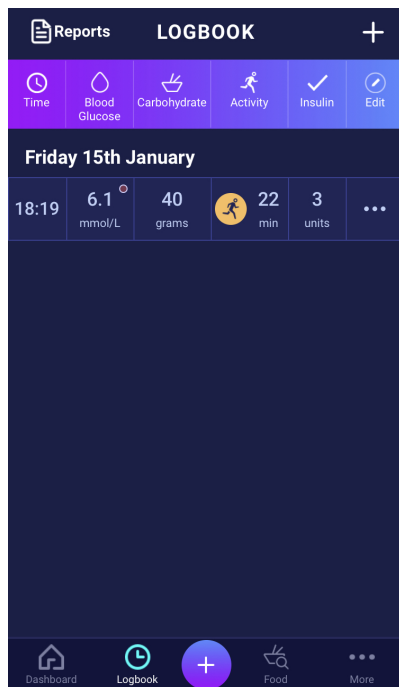 Reports LOGBOOK
Time Blood Glucose Carbohydrate Activity Insulin Edit
Friday 15th January
18:19 6.1 mmol/L 40 grams 22 min 3 units
Dashboard Logbook Food More